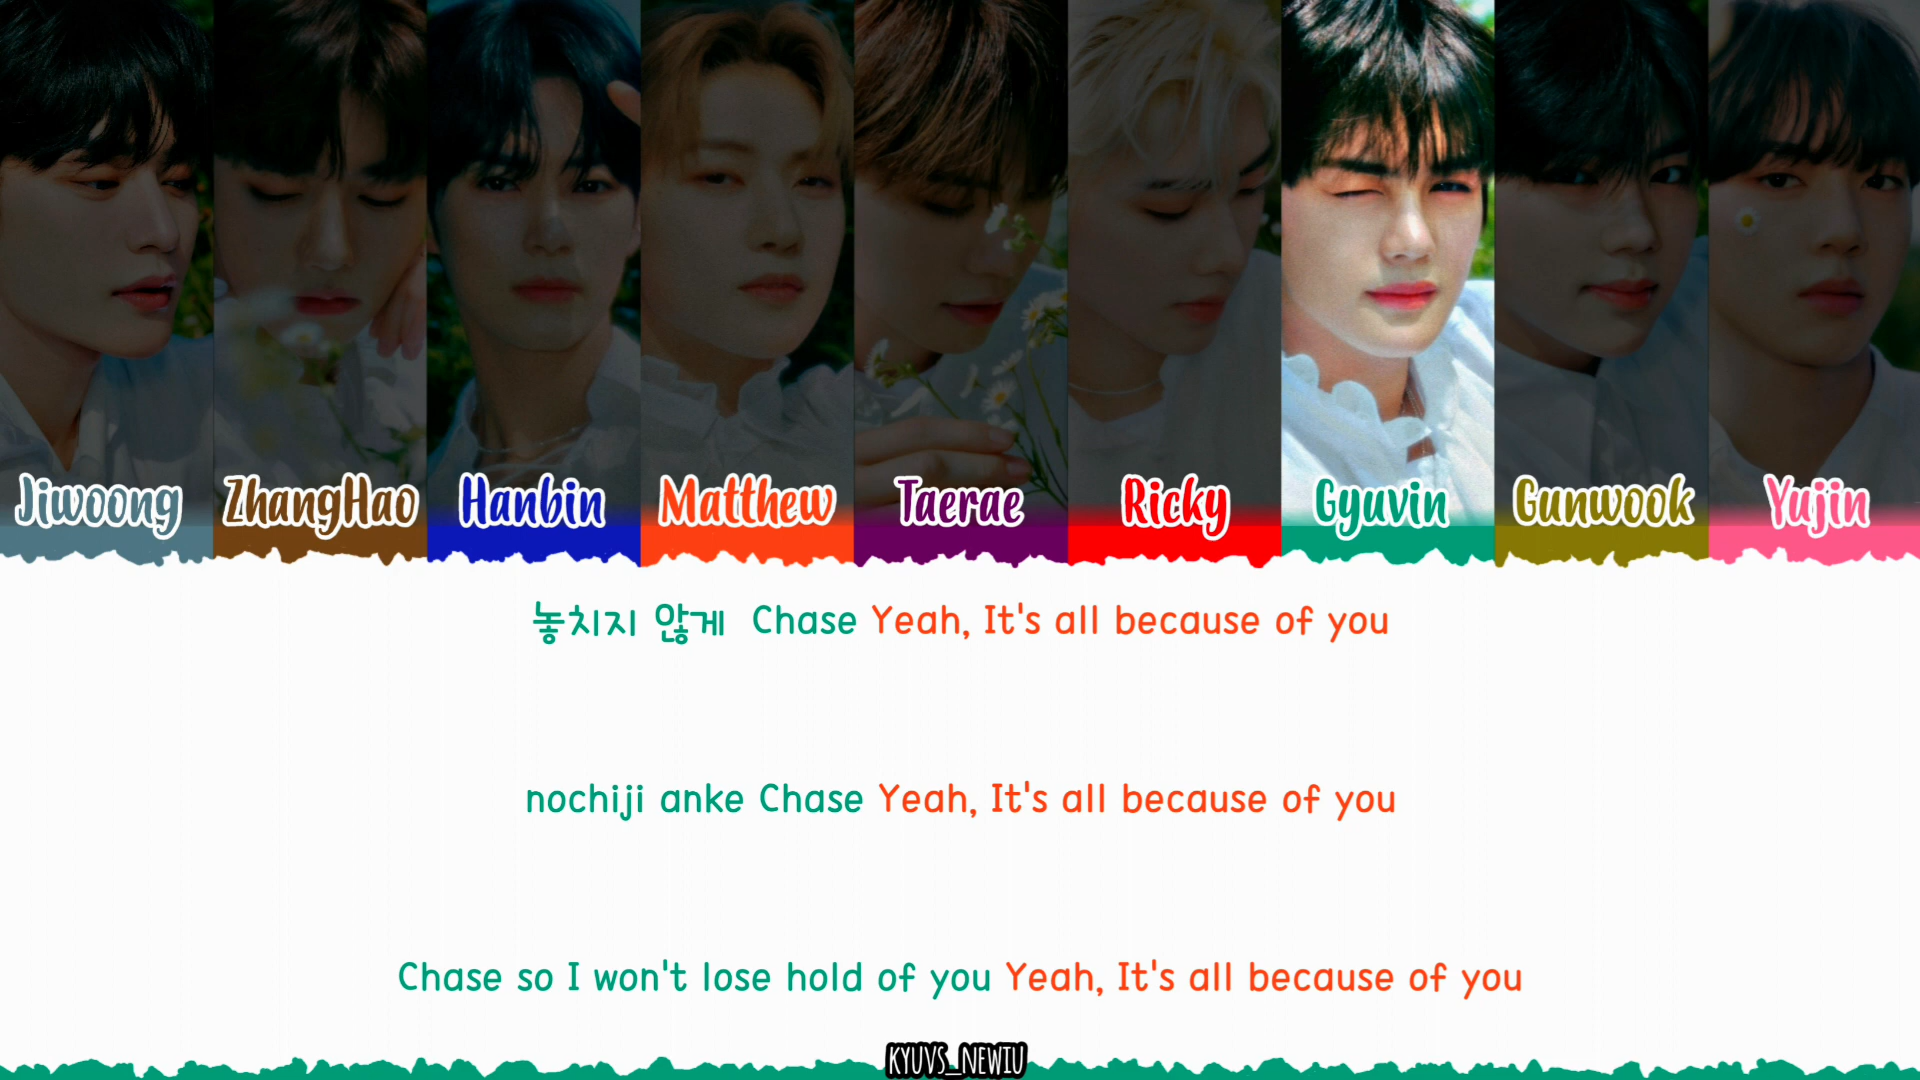 Jiwoong ZhangHao Hanbin Matthew Taerae Ricky Gyuvin Gunwook Yujin
놓치지 않게 Chase Yeah, It's all because of you
nochiji anke Chase Yeah, It's all because of you
Chase so I won't lose hold of you Yeah, It's all because of you
KYUVS_NEWIU